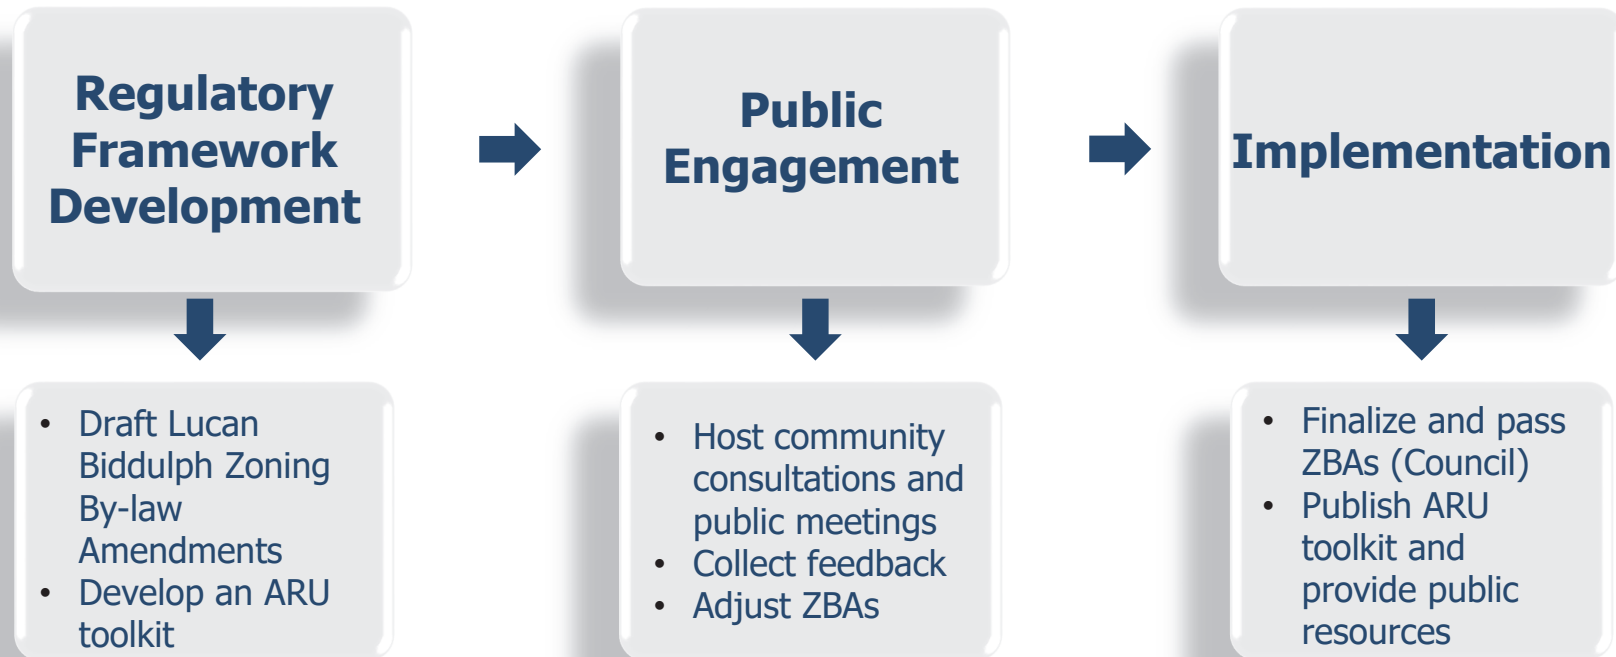 Regulatory
Framework
Development
Public
Engagement
Implementation
• Draft Lucan
Biddulph Zoning
By-law
Amendments
• Develop an ARU
toolkit
• Host community
consultations and
public meetings
• Collect feedback
• Adjust ZBAs
• Finalize and pass
ZBAs (Council)
• Publish ARU
toolkit and
provide public
resources